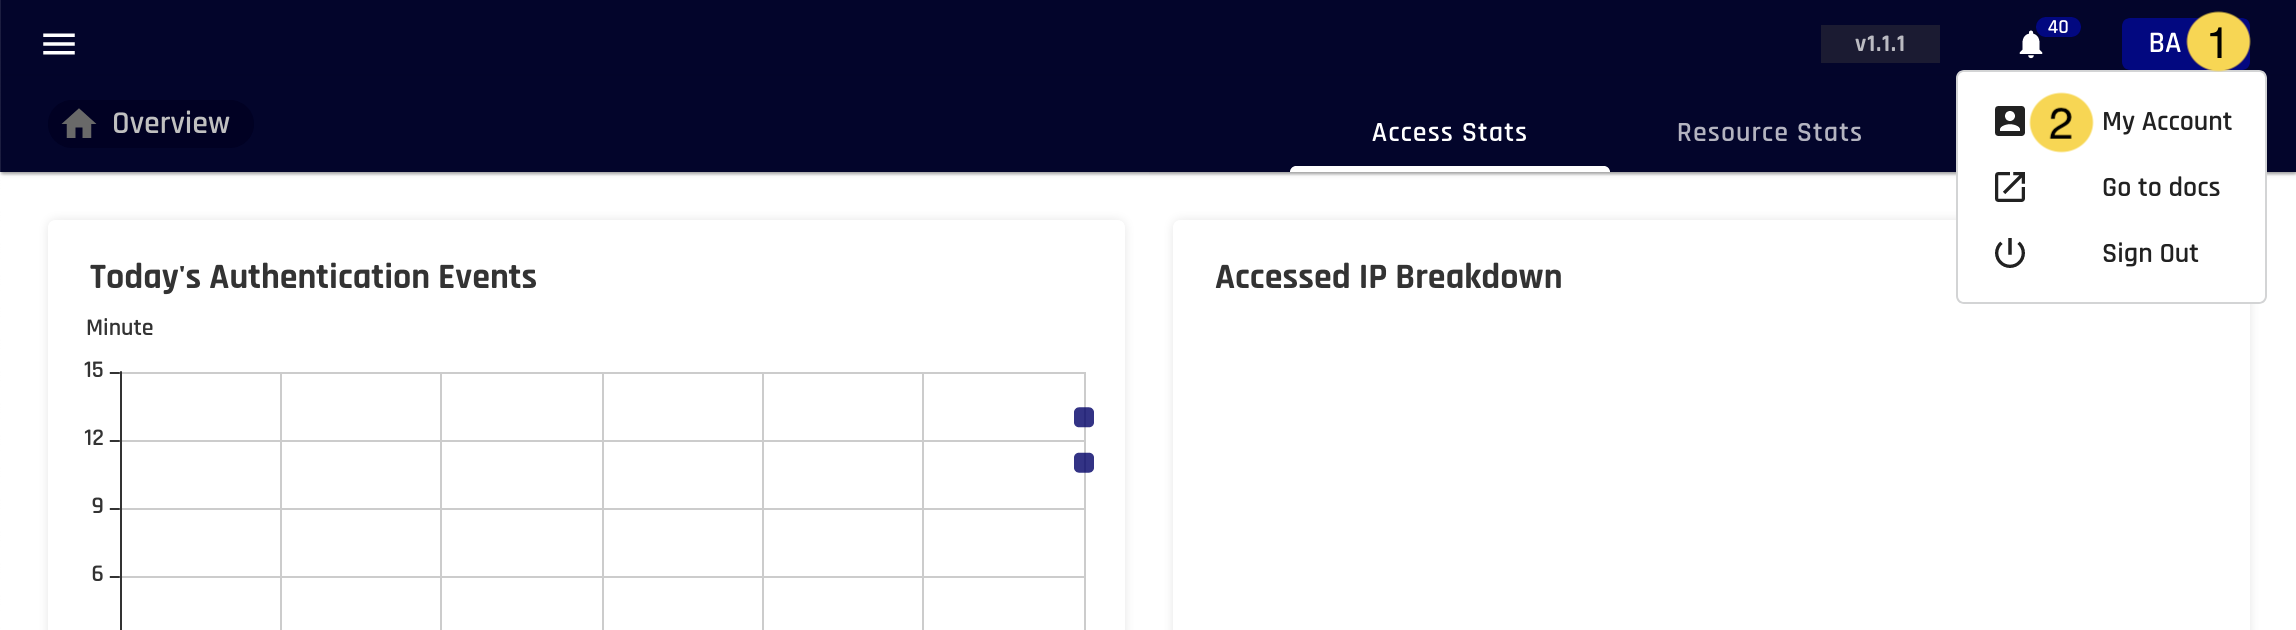 v1.1.1
40
BA 1
Overview
Access Stats
Resource Stats
2 My Account
Go to docs
Sign Out
Today's Authentication Events
Minute
15
12
9
6
Accessed IP Breakdown